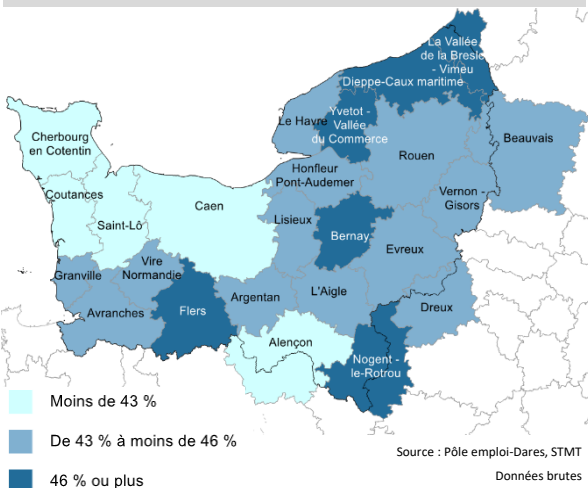 La Vallée
de la Bresle
- Vimeu
Dieppe-Caux maritime
Le Havre
Yvetot -
Vallée
du Commerce
Cherbourg
en Cotentin
Rouen
Beauvais
Honfleur
Pont-Audemer
Coutances
Caen
Vernon -
Gisors
Saint-Lô
Lisieux
Bernay
Evreux
Vire
Normandie
Granville
Argentan
L'Aigle
Dreux
Avranches
Flers
Alençon
Nogent -
le-Rotrou
Moins de 43 %
De 43 % à moins de 46 %
46 % ou plus
Source : Pôle emploi-Dares, STMT
Données brutes